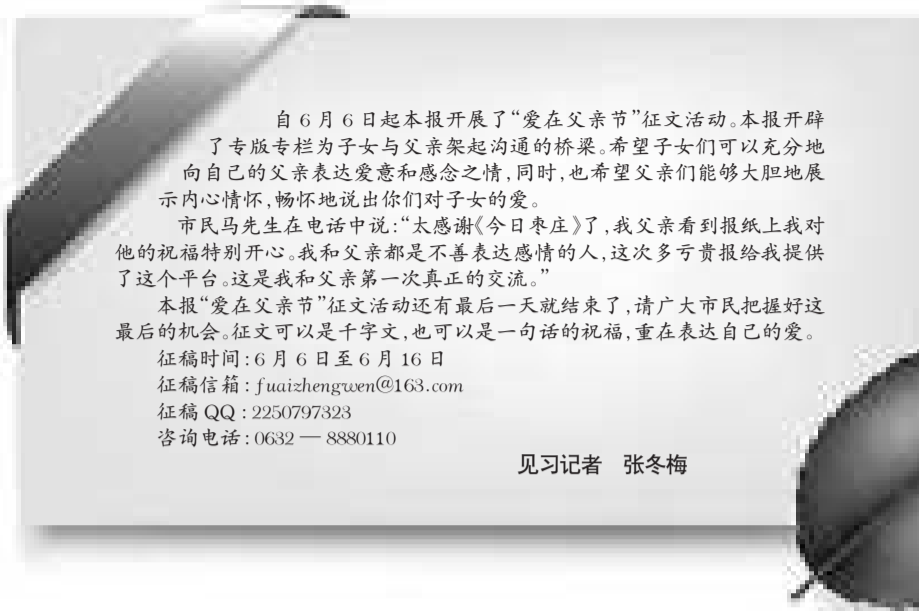 自 6 月 6 日起本报开展了“爱在父亲节”征文活动。本报开辟
了专版专栏为子女与父亲架起沟通的桥梁。希望子女们可以充分地
向自己的父亲表达爱意和感念之情,同时,也希望父亲们能够大胆地展
示内心情怀,畅怀地说出你们对子女的爱。
市民马先生在电话中说:“太感谢《今日枣庄》了,我父亲看到报纸上我对
他的祝福特别开心。我和父亲都是不善表达感情的人,这次多亏贵报给我提供
了这个平台。这是我和父亲第一次真正的交流。”
本报“爱在父亲节”征文活动还有最后一天就结束了,请广大市民把握好这
最后的机会。征文可以是千字文,也可以是一句话的祝福,重在表达自己的爱。
征稿时间:6 月 6 日至 6 月 16 日
征稿信箱:fuaizhengwen@163.com
征稿 QQ:2250797323
咨询电话:0632 — 8880110
见习记者 张冬梅